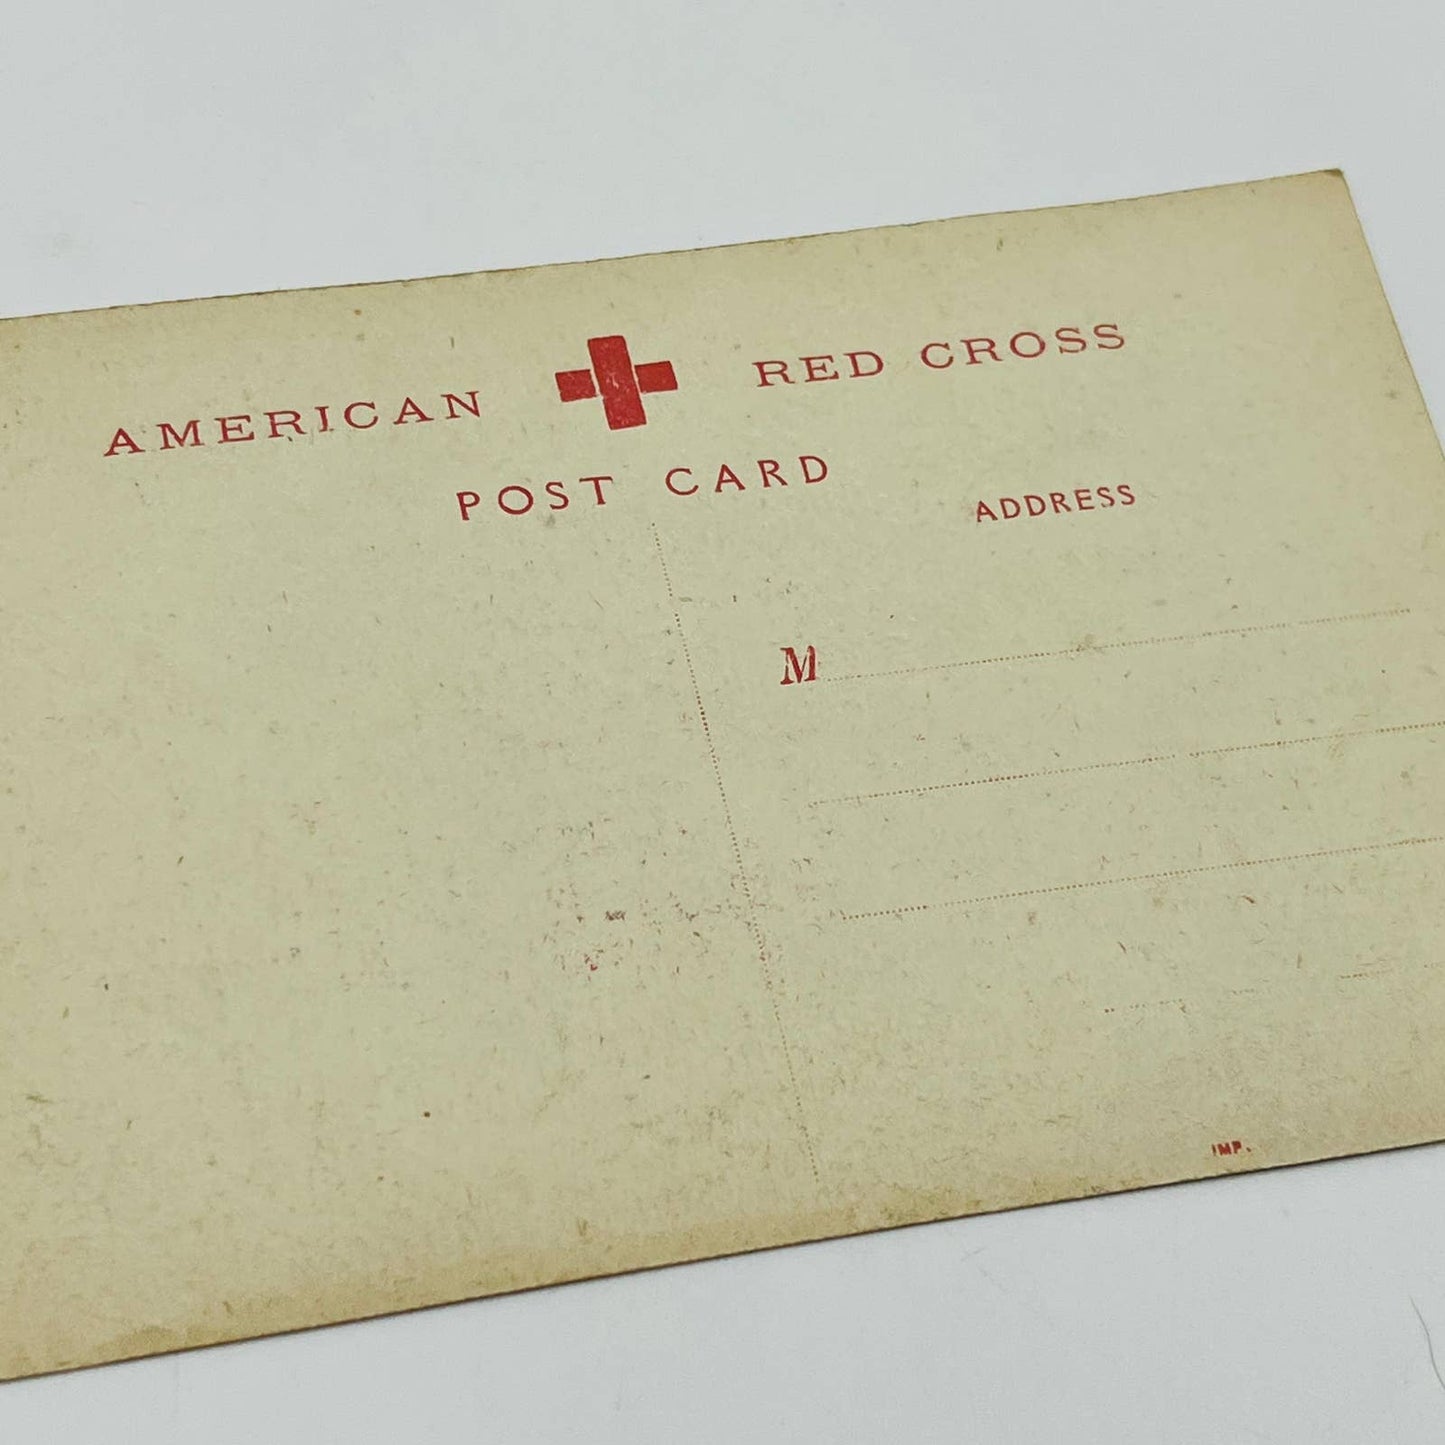 AMERICAN RED CROSS
POST CARD
ADDRESS
M
IMP.